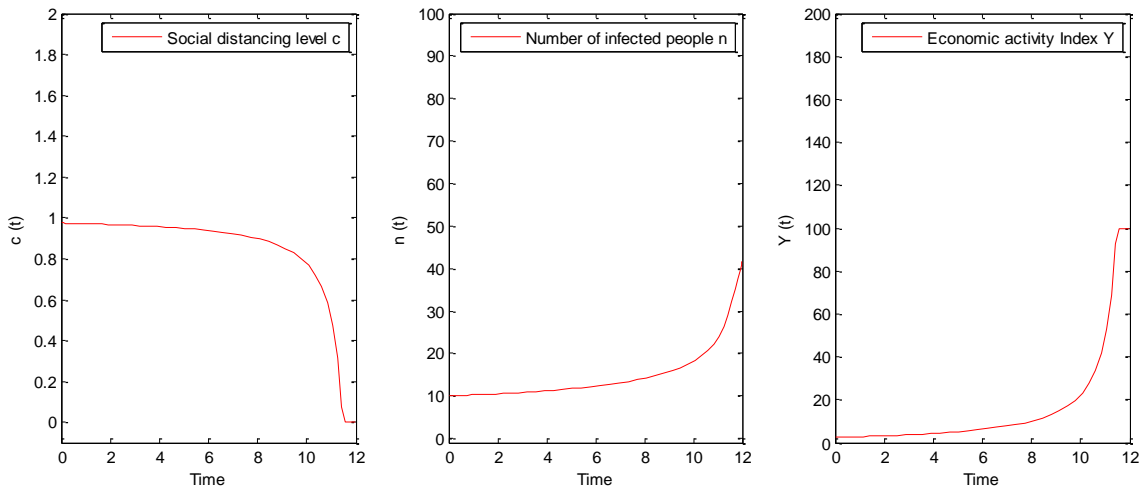 2
1.8
1.6
1.4
1.2
1
0.8
0.6
0.4
0.2
0
c (t)
Social distancing level c
0 2 4 6 8 10 12
Time
100
90
80
70
60
50
40
30
20
10
0
n (t)
Number of infected people n
0 2 4 6 8 10 12
Time
200
180
160
140
120
100
80
60
40
20
0
Y (t)
Economic activity Index Y
0 2 4 6 8 10 12
Time